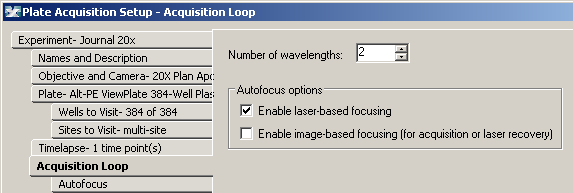 Plate Acquisition Setup - Acquisition Loop
Experiment- Journal 20x
Names and Description
Objective and Camera- 20X Plan Apo
Plate- Alt-PE ViewPlate 384-Well Plas
Wells to Visit- 384 of 384
Sites to Visit- multi-site
Timelapse- 1 time point(s)
Acquisition Loop
Autofocus
Number of wavelengths: 2
Autofocus options
Enable laser-based focusing
Enable image-based focusing (for acquisition or laser recovery)